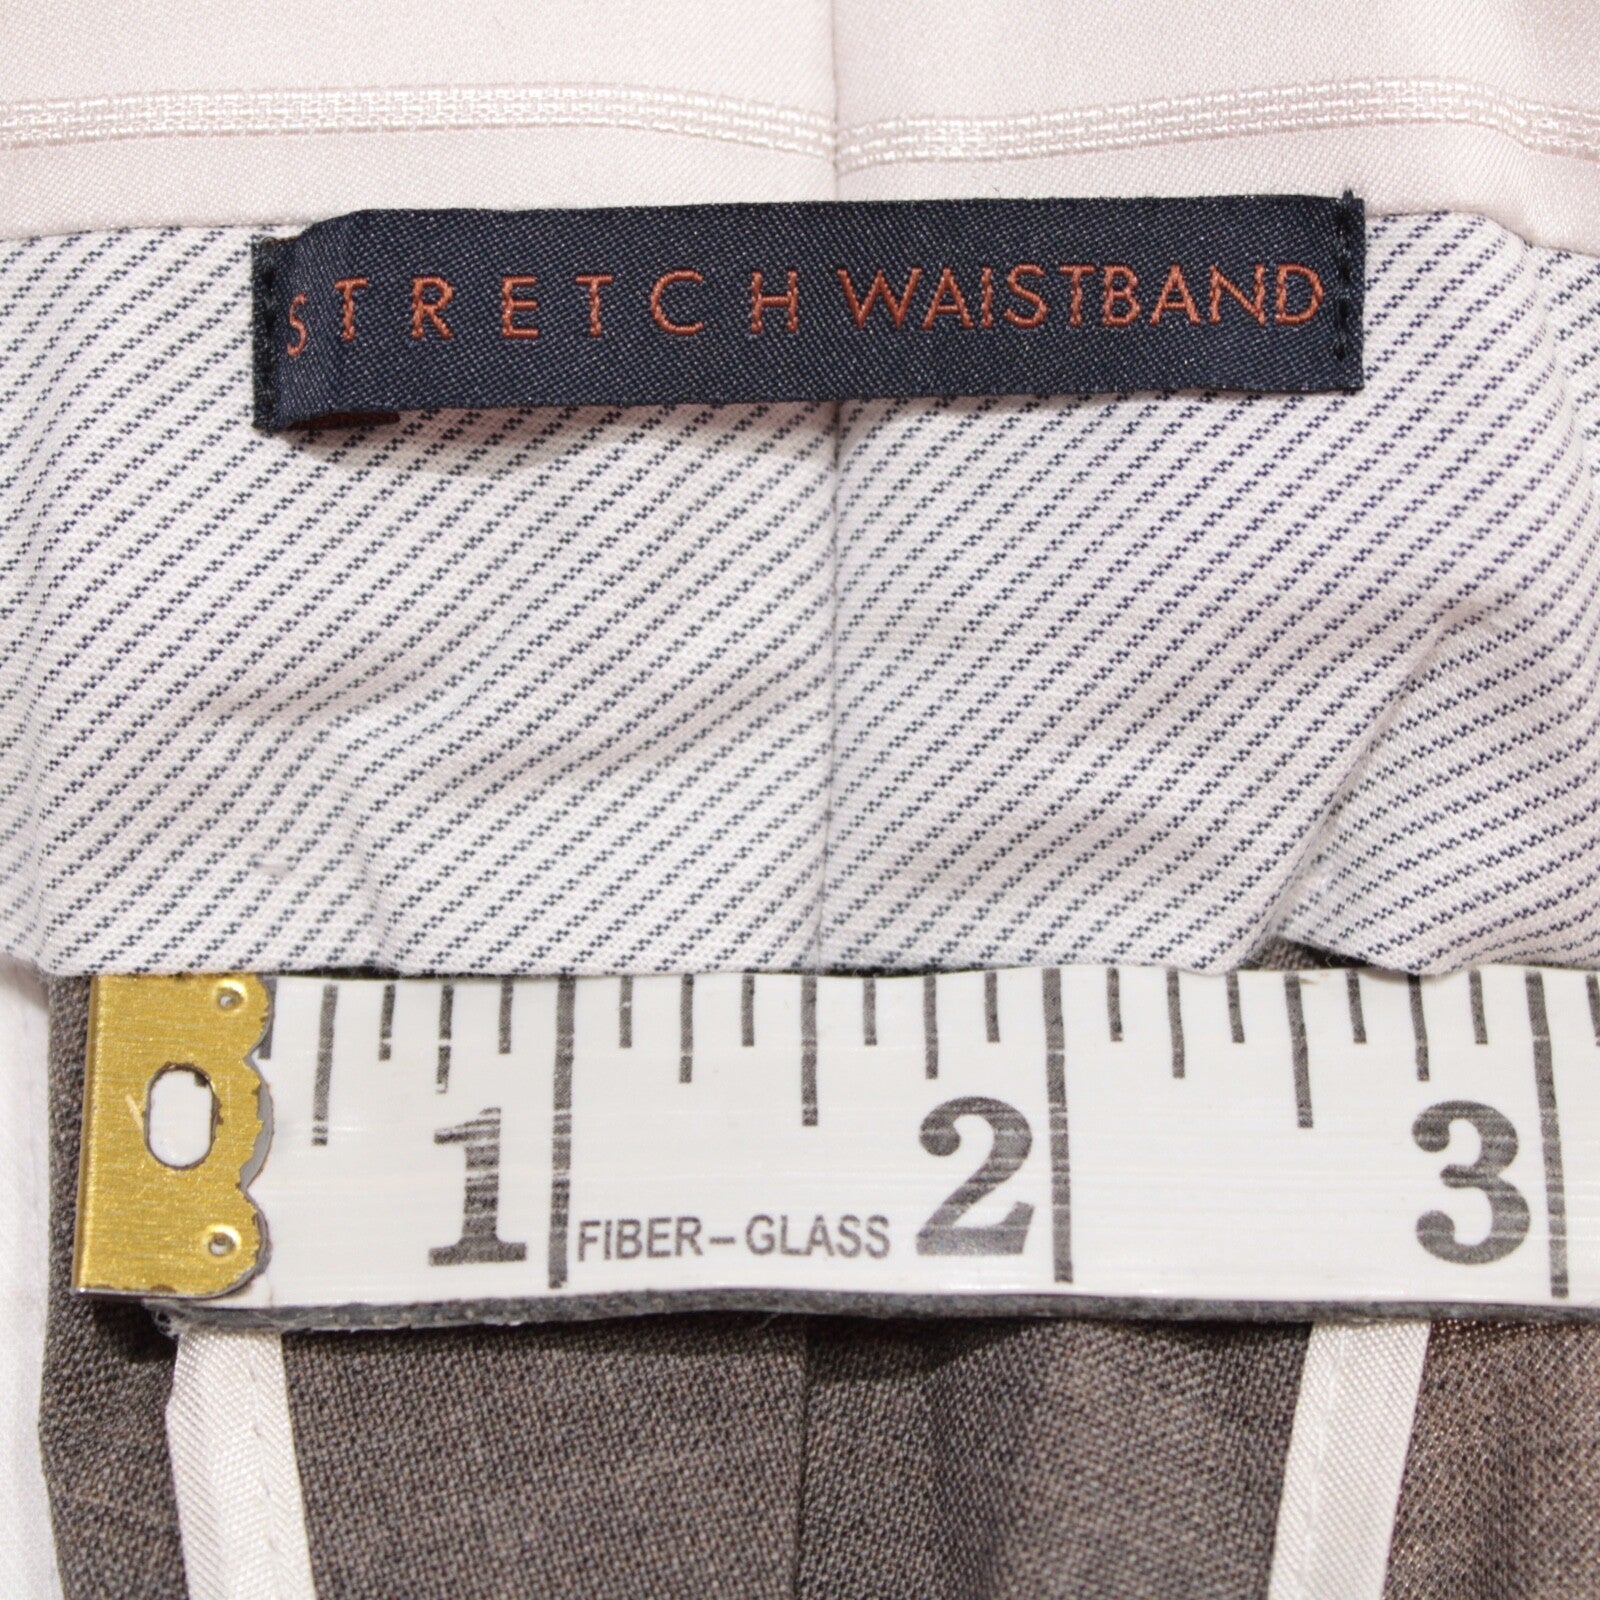 STRETCH WAISTBAND
1 2 3
FIBER-GLASS